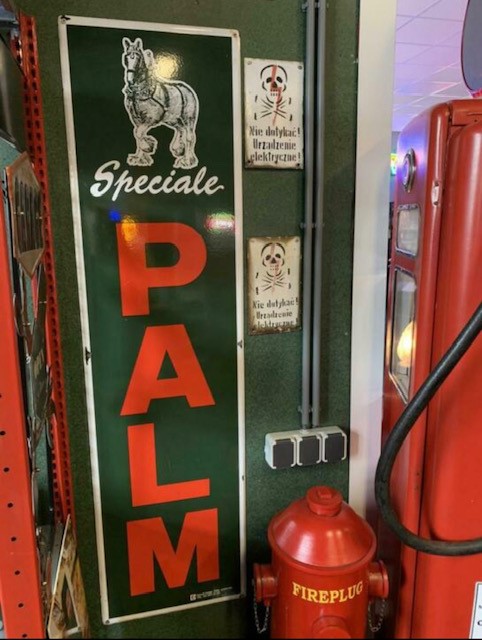 Speciale
PALM
Nie dotykać!
Urządzenie
elektryczne!
Nie dotykać!
Urządzenie
elektryczne
FIREPLUG